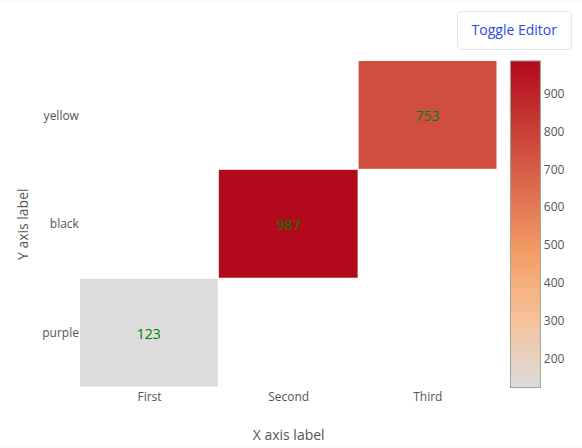 Toggle Editor
yellow
753
900
800
700
600
500
400
300
200
Y axis label
black
987
purple
123
First
Second
Third
X axis label